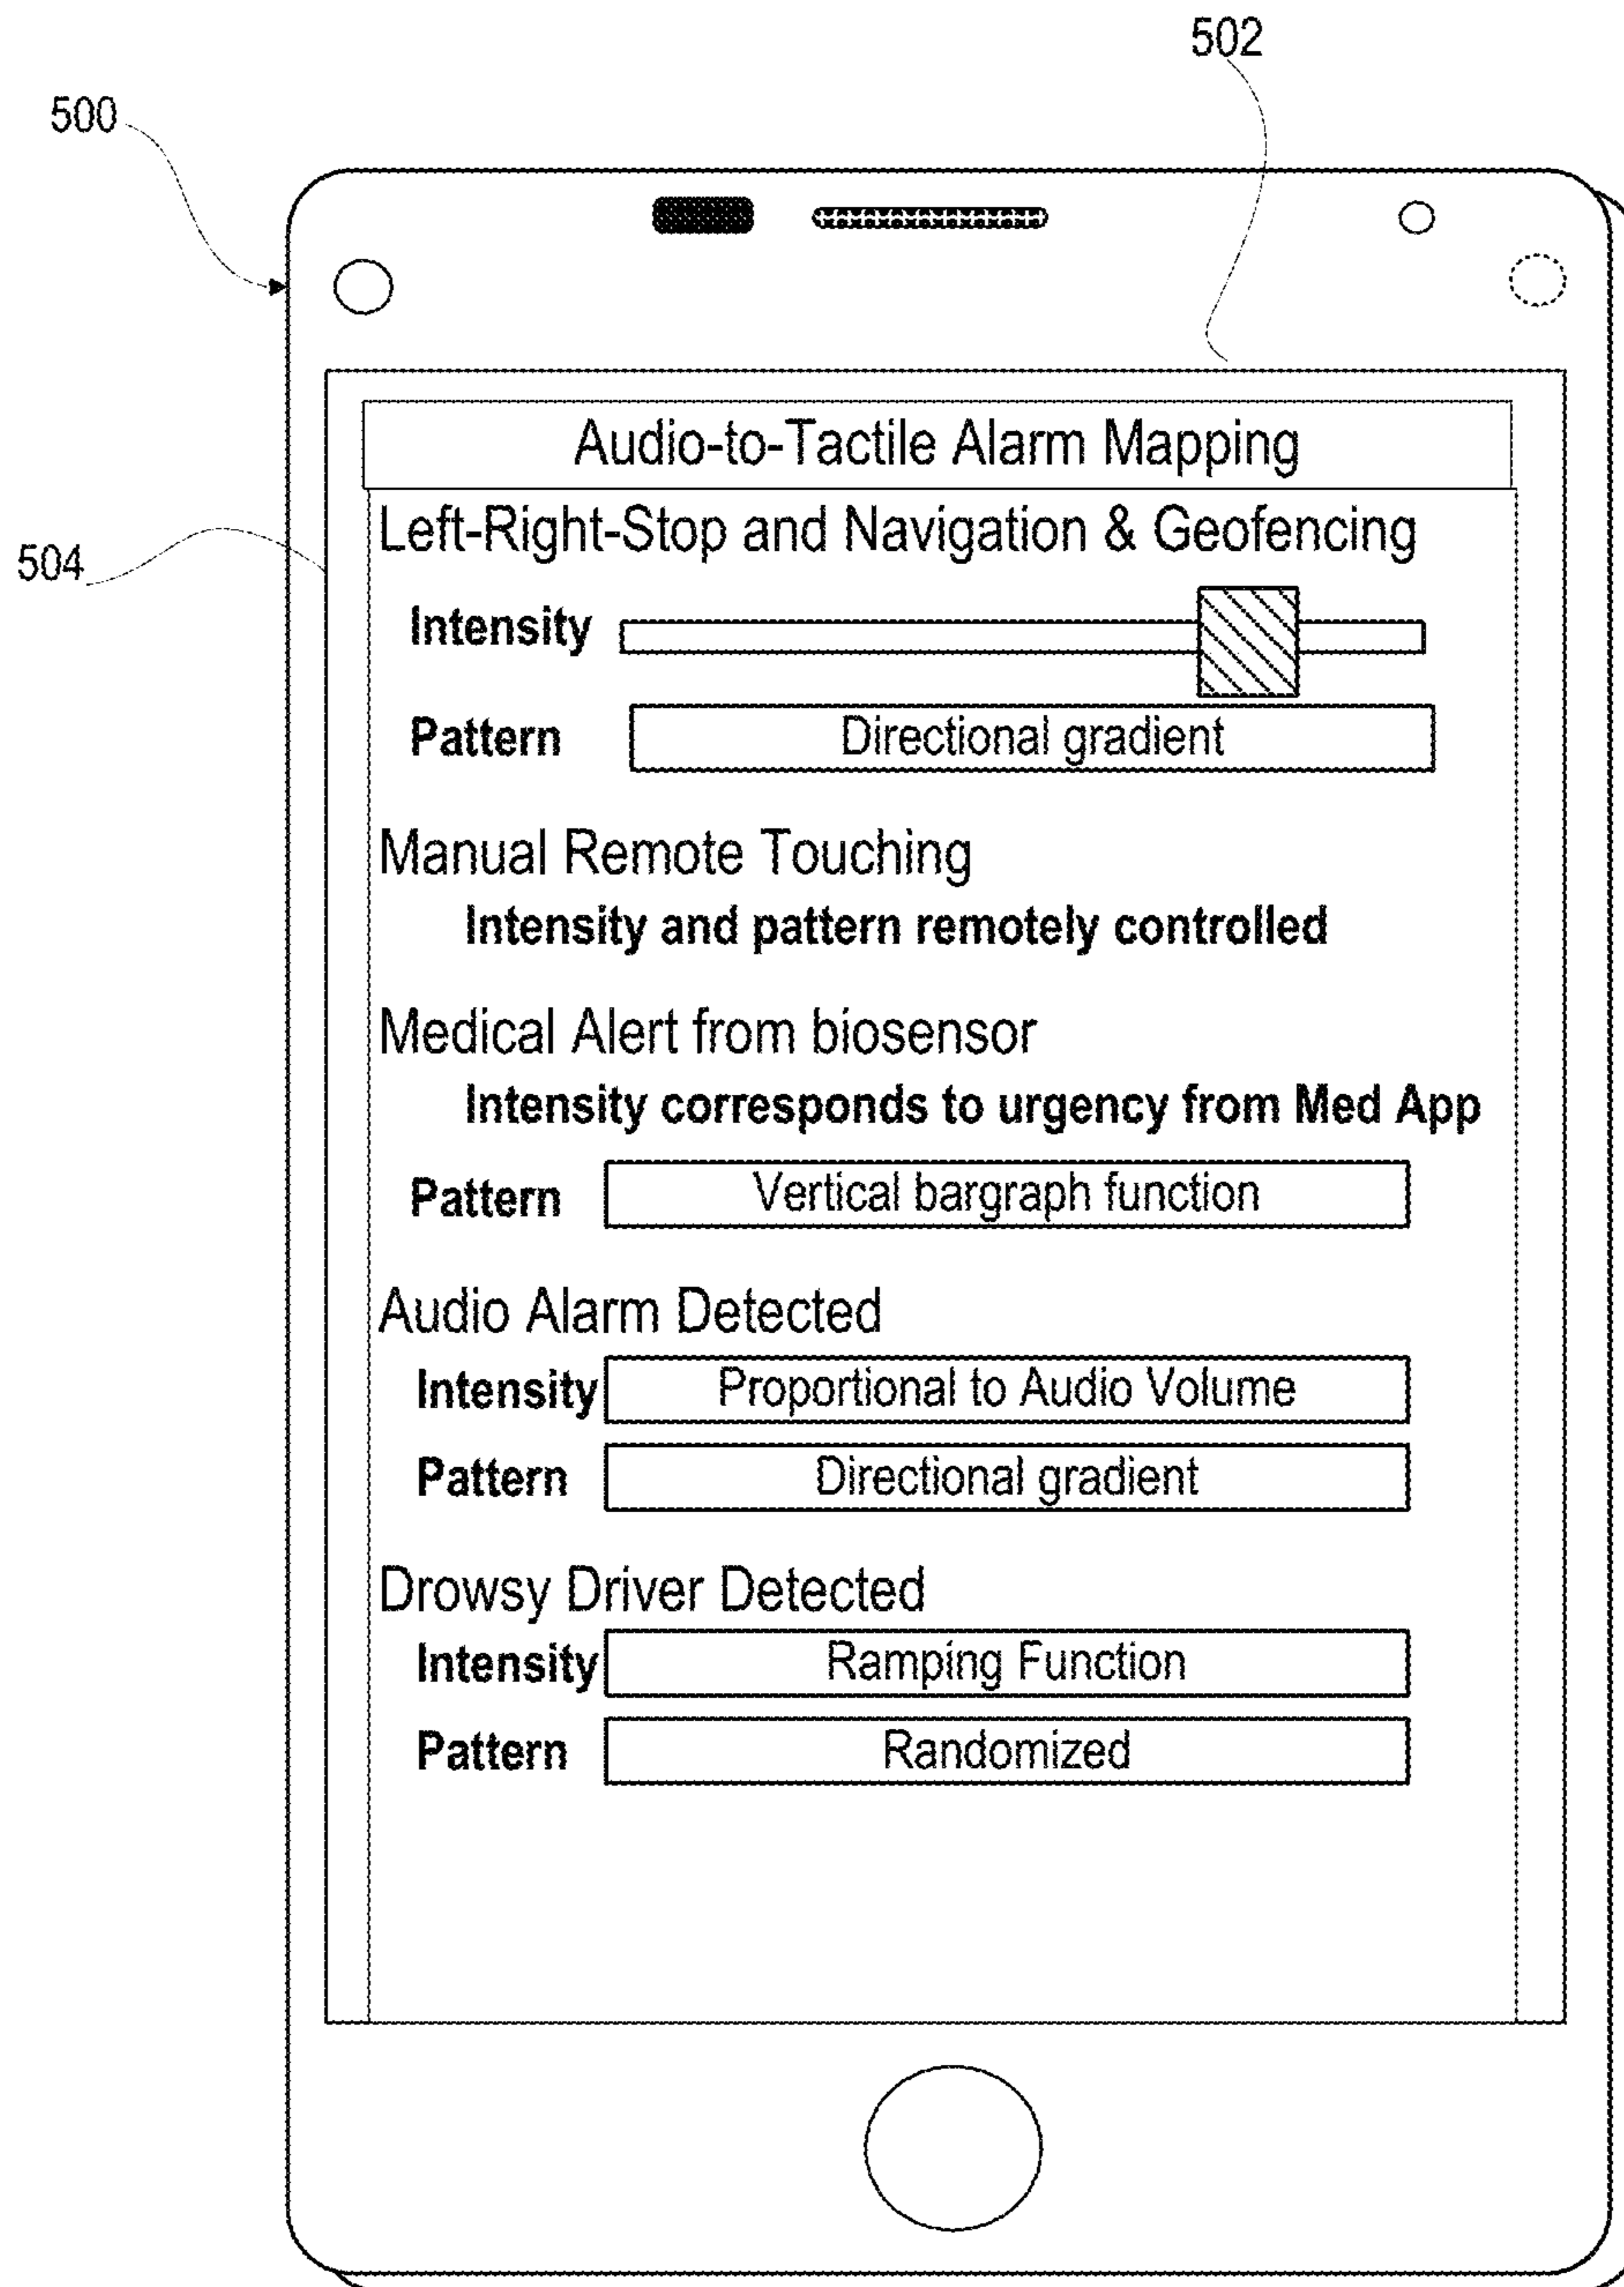 502
500
Audio-to-Tactile Alarm Mapping
Left-Right-Stop and Navigation & Geofencing
504
Intensity
Pattern Directional gradient
Manual Remote Touching
Intensity and pattern remotely controlled
Medical Alert from biosensor
Intensity corresponds to urgency from Med App
Pattern Vertical bargraph function
Audio Alarm Detected
Intensity Proportional to Audio Volume
Pattern Directional gradient
Drowsy Driver Detected
Intensity Ramping Function
Pattern Randomized